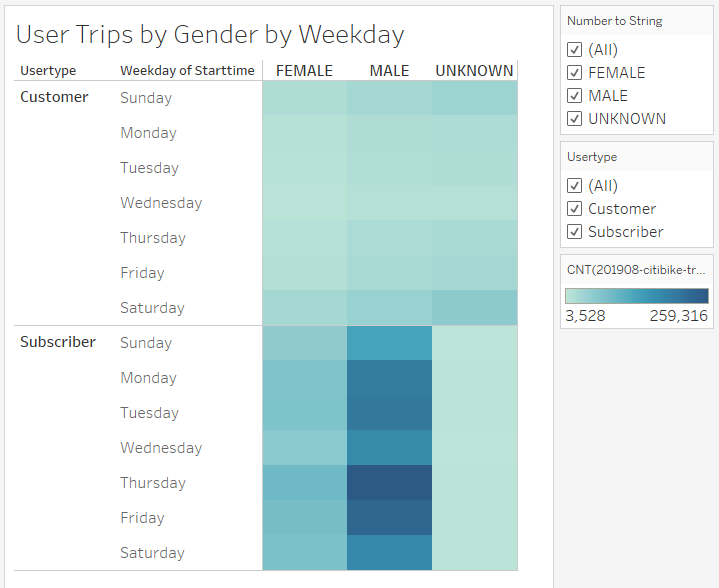 User Trips by Gender by Weekday
Usertype Weekday of Starttime FEMALE MALE UNKNOWN
Customer Sunday
Monday
Tuesday
Wednesday
Thursday
Friday
Saturday
Subscriber Sunday
Monday
Tuesday
Wednesday
Thursday
Friday
Saturday
Number to String
(All)
FEMALE
MALE
UNKNOWN
Usertype
(All)
Customer
Subscriber
CNT(201908-citibike-tr...
3,528 259,316